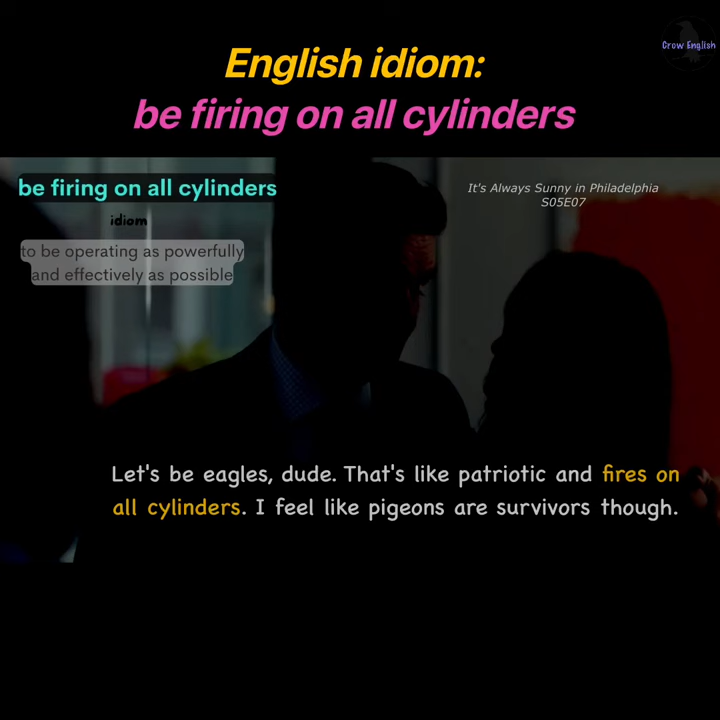 Crow English
English idiom:
be firing on all cylinders
be firing on all cylinders
idiom
to be operating as powerfully
and effectively as possible
It's Always Sunny in Philadelphia
S05E07
Let's be eagles, dude. That's like patriotic and fires on
all cylinders. I feel like pigeons are survivors though.